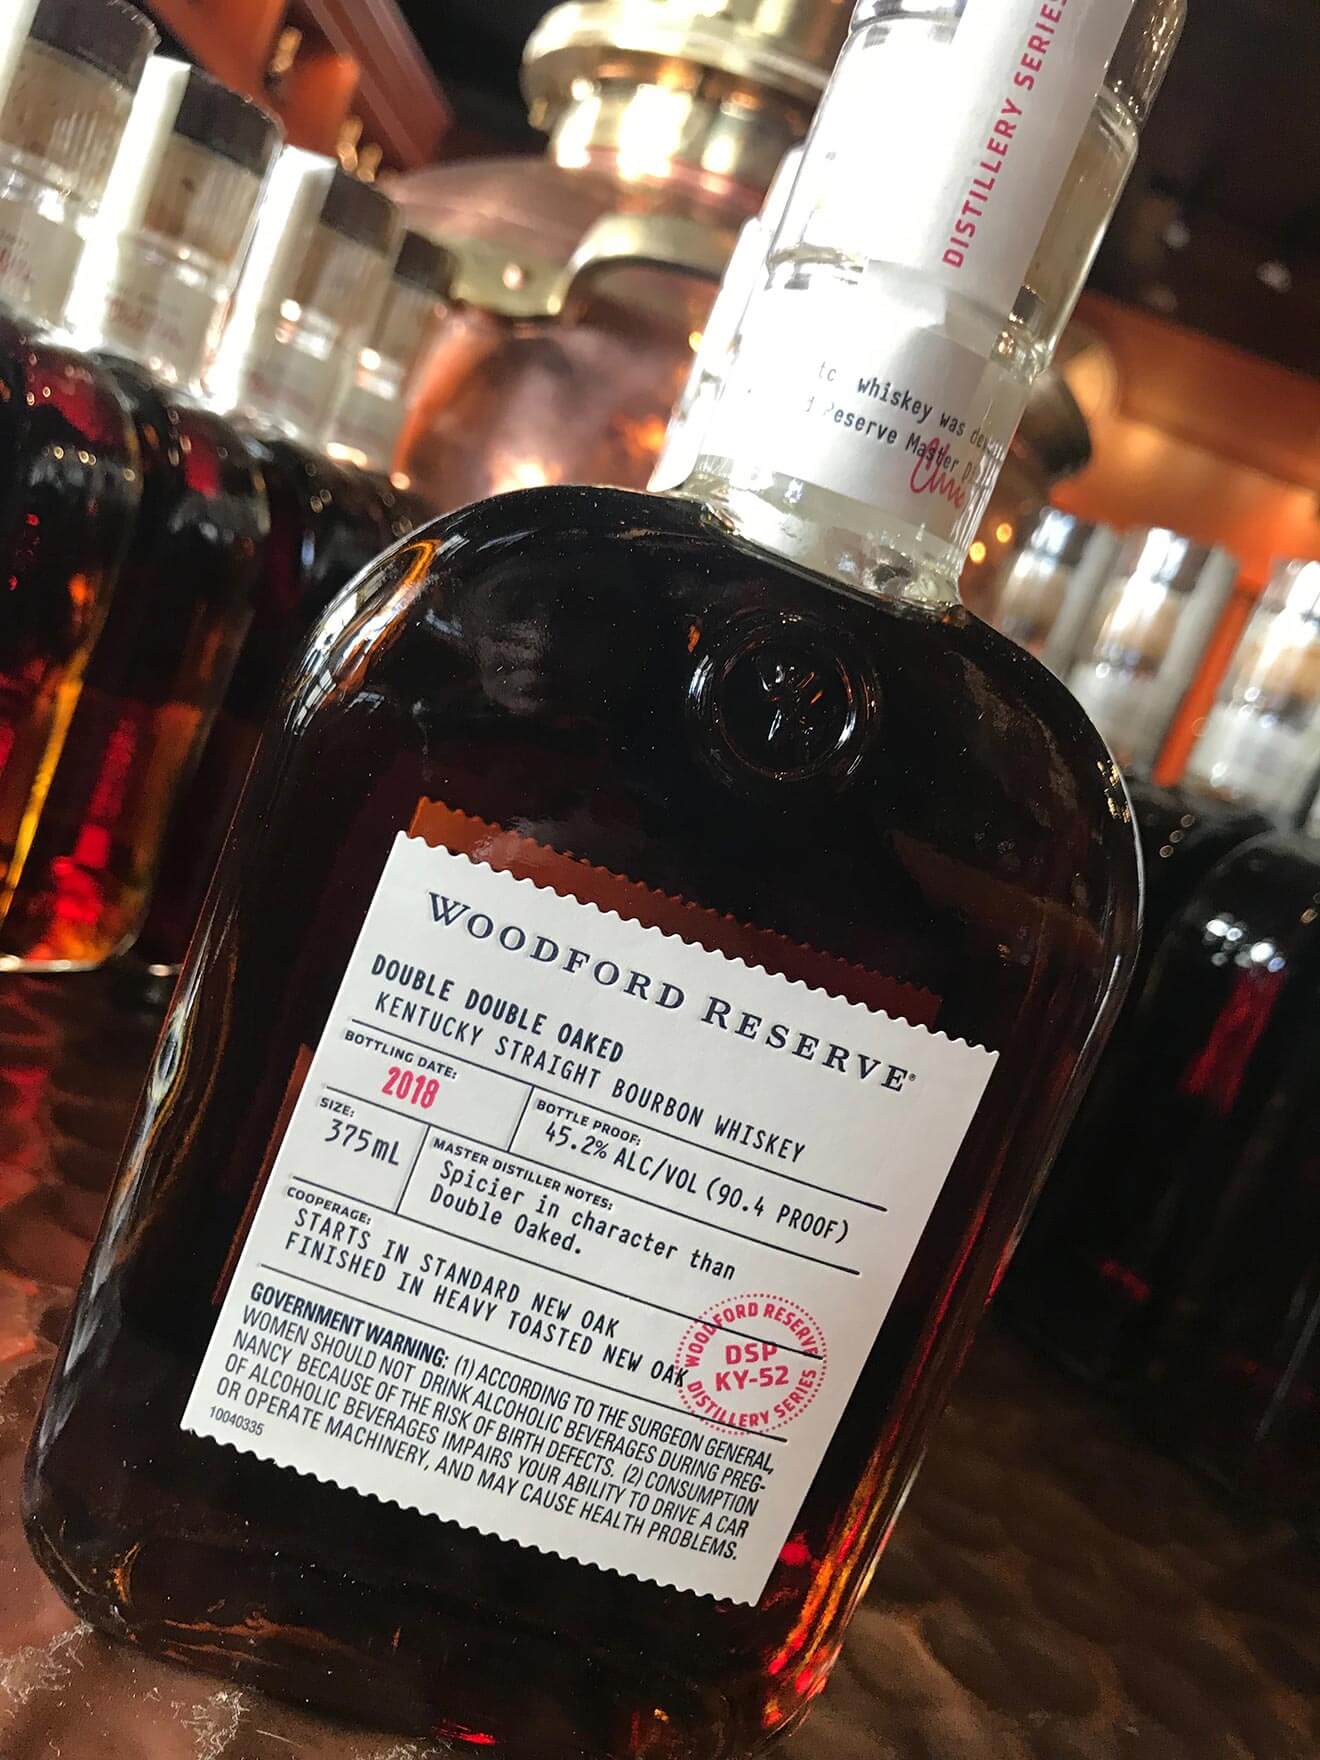 DISTILLERY SERIES
whiskey was
Reserve Master
WOODFORD RESERVE®
DOUBLE DOUBLE OAKED
KENTUCKY STRAIGHT BOURBON WHISKEY
BOTTLING DATE:
2018
BOTTLE PROOF:
45.2% ALC/VOL (90.4 PROOF)
SIZE:
375mL
MASTER DISTILLER NOTES:
Spicier in character than
Double Oaked.
COOPERAGE:
STARTS IN STANDARD NEW OAK
FINISHED IN HEAVY TOASTED NEW OAK
WOODFORD RESERVE
DSP
KY-52
DISTILLERY SERIES
GOVERNMENT WARNING: (1) ACCORDING TO THE SURGEON GENERAL,
WOMEN SHOULD NOT DRINK ALCOHOLIC BEVERAGES DURING PREG-
NANCY BECAUSE OF THE RISK OF BIRTH DEFECTS. (2) CONSUMPTION
OF ALCOHOLIC BEVERAGES IMPAIRS YOUR ABILITY TO DRIVE A CAR
OR OPERATE MACHINERY, AND MAY CAUSE HEALTH PROBLEMS.
10040335